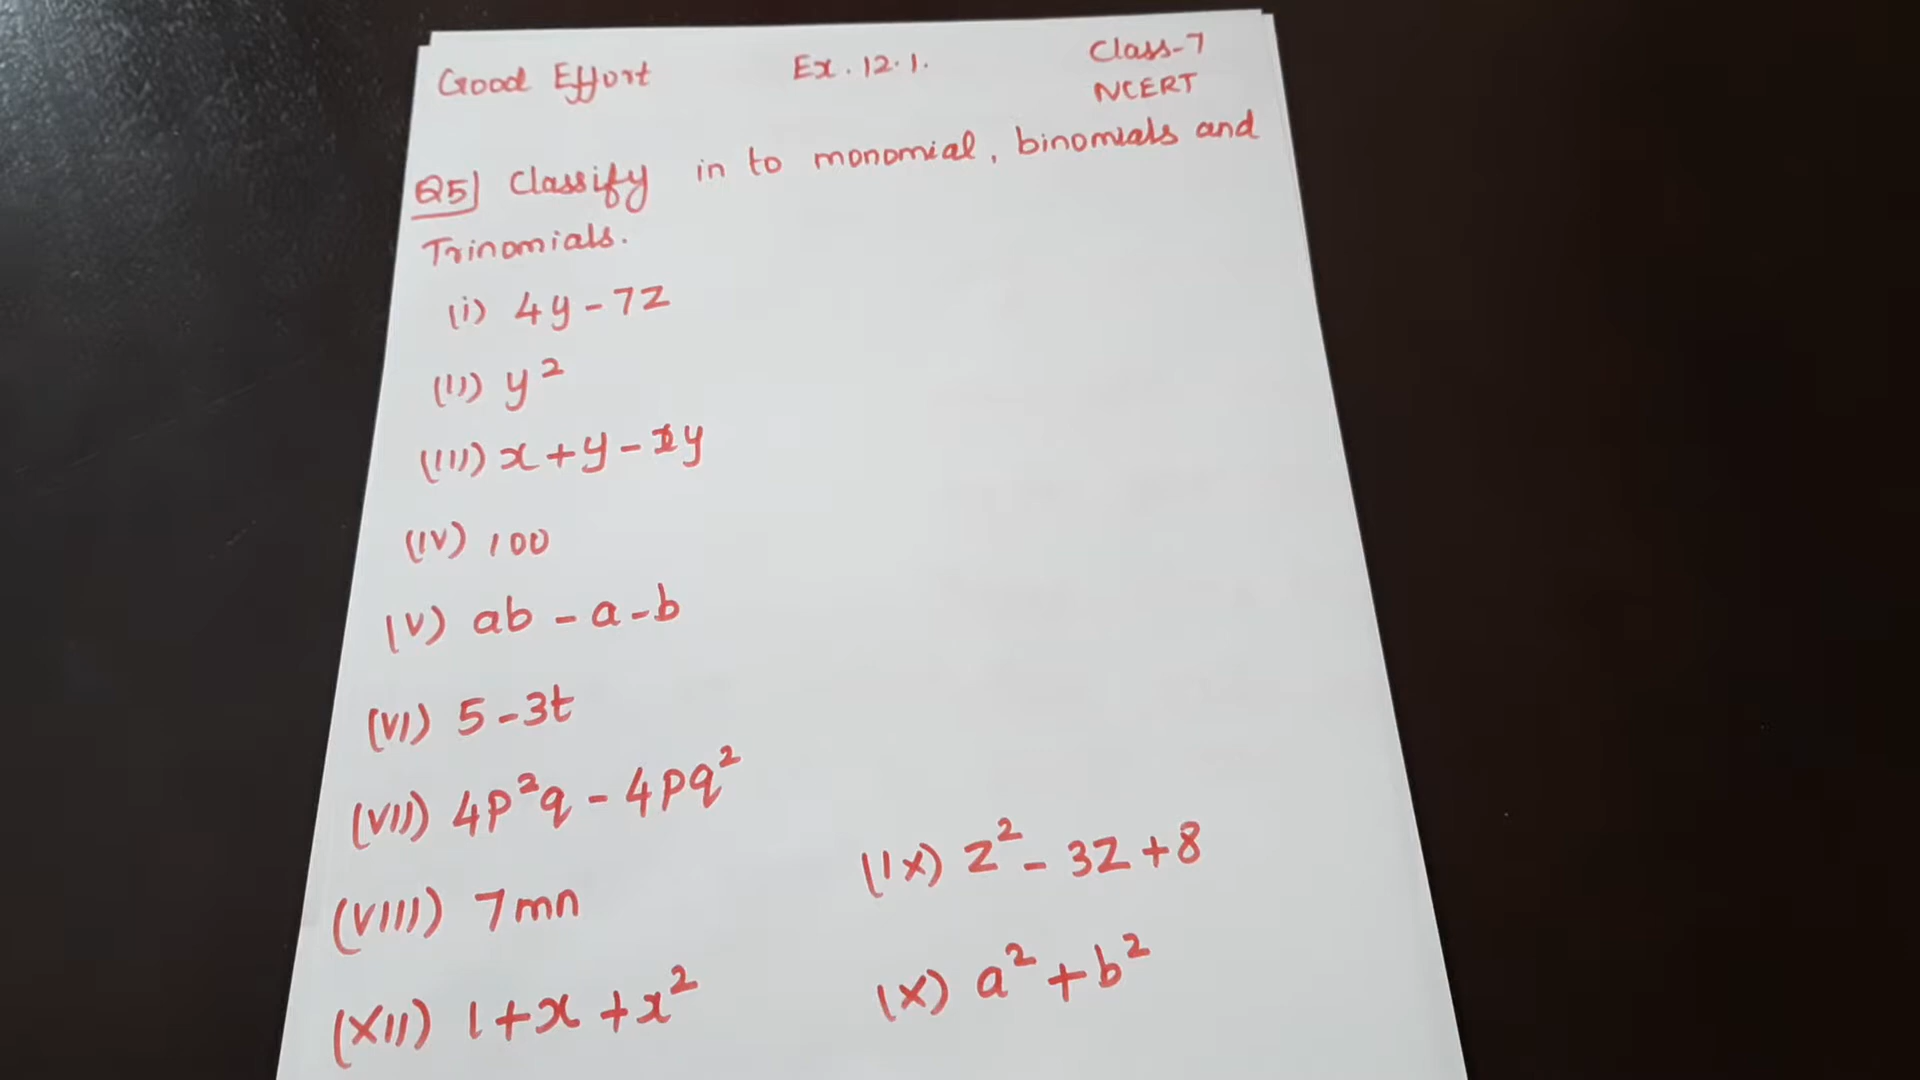 Good Effort Ex. 12.1. Class-7
NCERT
Q5) Classify in to monomial, binomials and
Trinomials.
(i) 4y - 7z
(ii) y²
(iii) x + y - xy
(iv) 100
(v) ab - a - b
(vi) 5 - 3t
(vii) 4p²q - 4pq²
(viii) 7mn
(ix) z² - 3z + 8
(x) a² + b²
(xii) 1 + x + x²